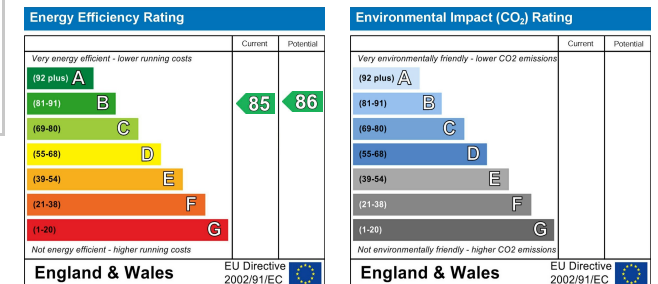 Energy Efficiency Rating
Current Potential
Very energy efficient - lower running costs
(92 plus) A
(81-91) B 85 86
(69-80) C
(55-68) D
(39-54) E
(21-38) F
(1-20) G
Not energy efficient - higher running costs
England & Wales
EU Directive
2002/91/EC
Environmental Impact (CO₂) Rating
Current Potential
Very environmentally friendly - lower CO2 emissions
(92 plus) A
(81-91) B
(69-80) C
(55-68) D
(39-54) E
(21-38) F
(1-20) G
Not environmentally friendly - higher CO2 emissions
England & Wales
EU Directive
2002/91/EC